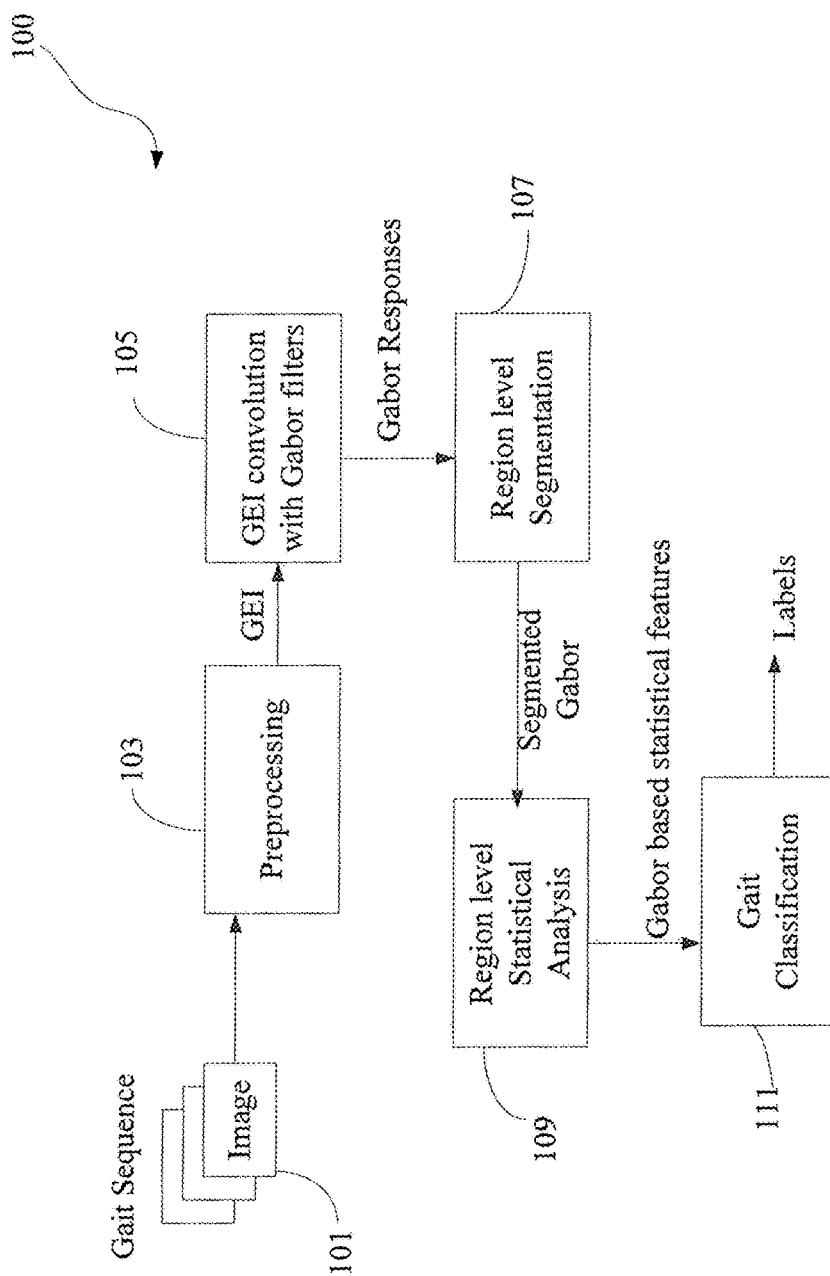 100
Gait Sequence
Image
101
103
Preprocessing
GEI
105
GEI convolution
with Gabor filters
Gabor Responses
107
Region level
Segmentation
Segmented
Gabor
Region level
Statistical
Analysis
109
Gabor based statistical features
Gait
Classification
111
Labels